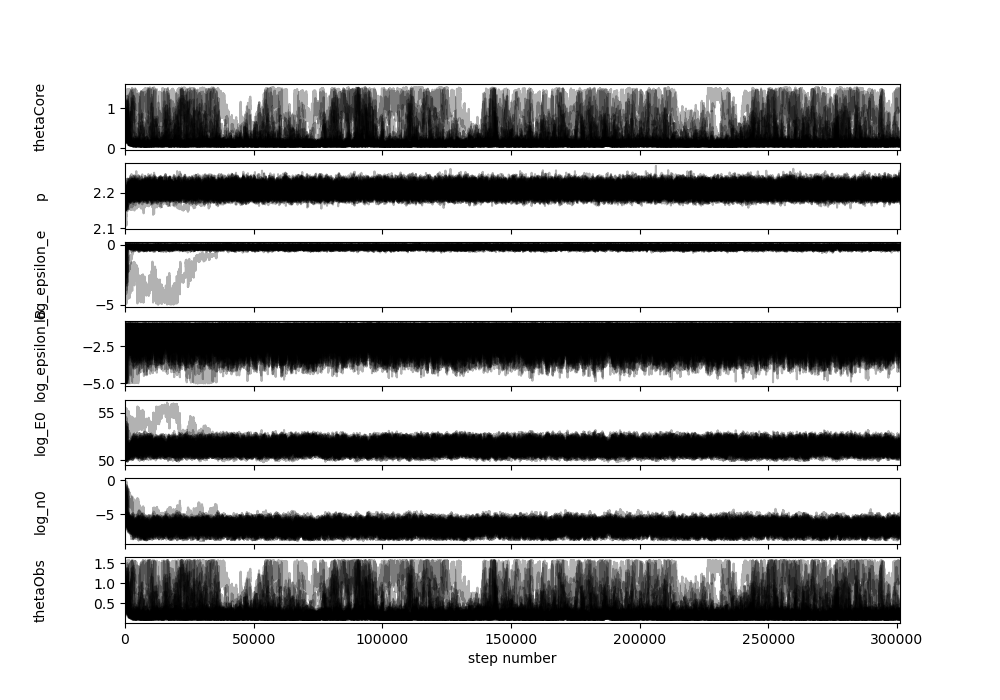 thetaCore
1
0
p
2.2
2.1
log_epsilon_e
0
−5
log_epsilon_B
−2.5
−5.0
log_E0
55
50
log_n0
0
−5
thetaObs
1.5
1.0
0.5
0
50000
100000
150000
200000
250000
300000
step number